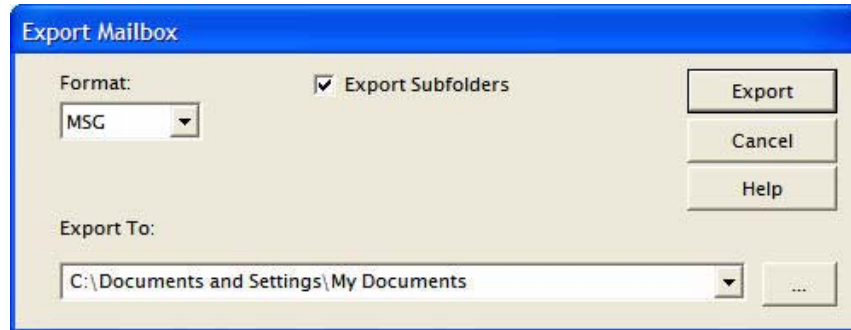 Export Mailbox
Format:
Export Subfolders
Export
MSG
Cancel
Help
Export To:
C:\Documents and Settings\My Documents
...